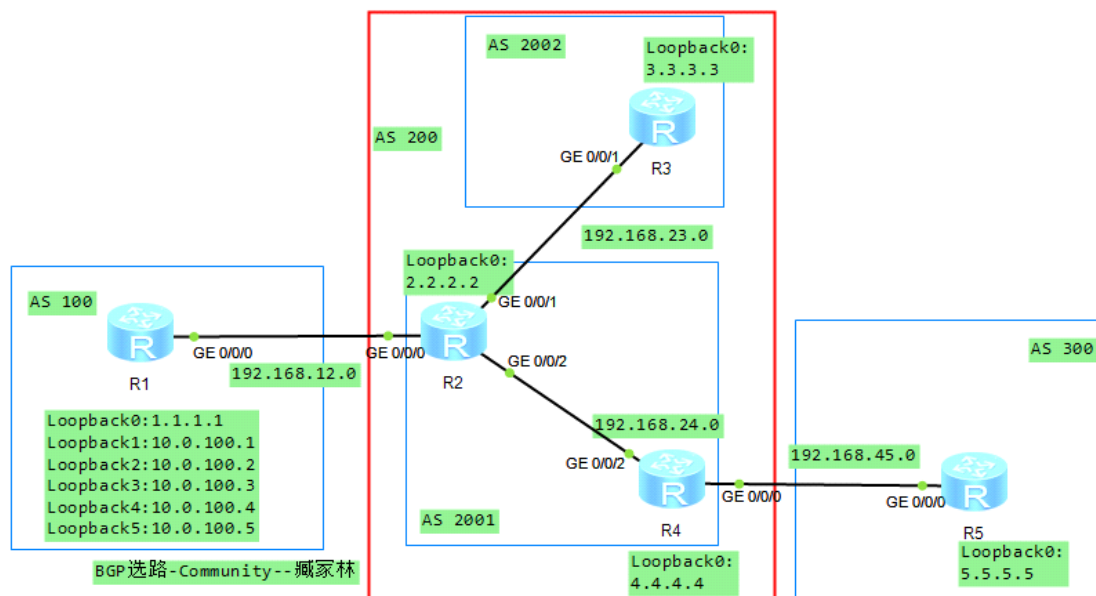 AS 2002
Loopback0:
3.3.3.3
R
AS 200
GE 0/0/1
R3
192.168.23.0
Loopback0:
2.2.2.2
GE 0/0/1
AS 100
R
GE 0/0/0
R1
192.168.12.0
GE 0/0/0
R
R2
GE 0/0/2
AS 300
Loopback0:1.1.1.1
Loopback1:10.0.100.1
Loopback2:10.0.100.2
Loopback3:10.0.100.3
Loopback4:10.0.100.4
Loopback5:10.0.100.5
192.168.24.0
GE 0/0/2
R
GE 0/0/0
R4
192.168.45.0
GE 0/0/0
R
R5
AS 2001
Loopback0:
4.4.4.4
Loopback0:
5.5.5.5
BGP选路-Community--臧冢林